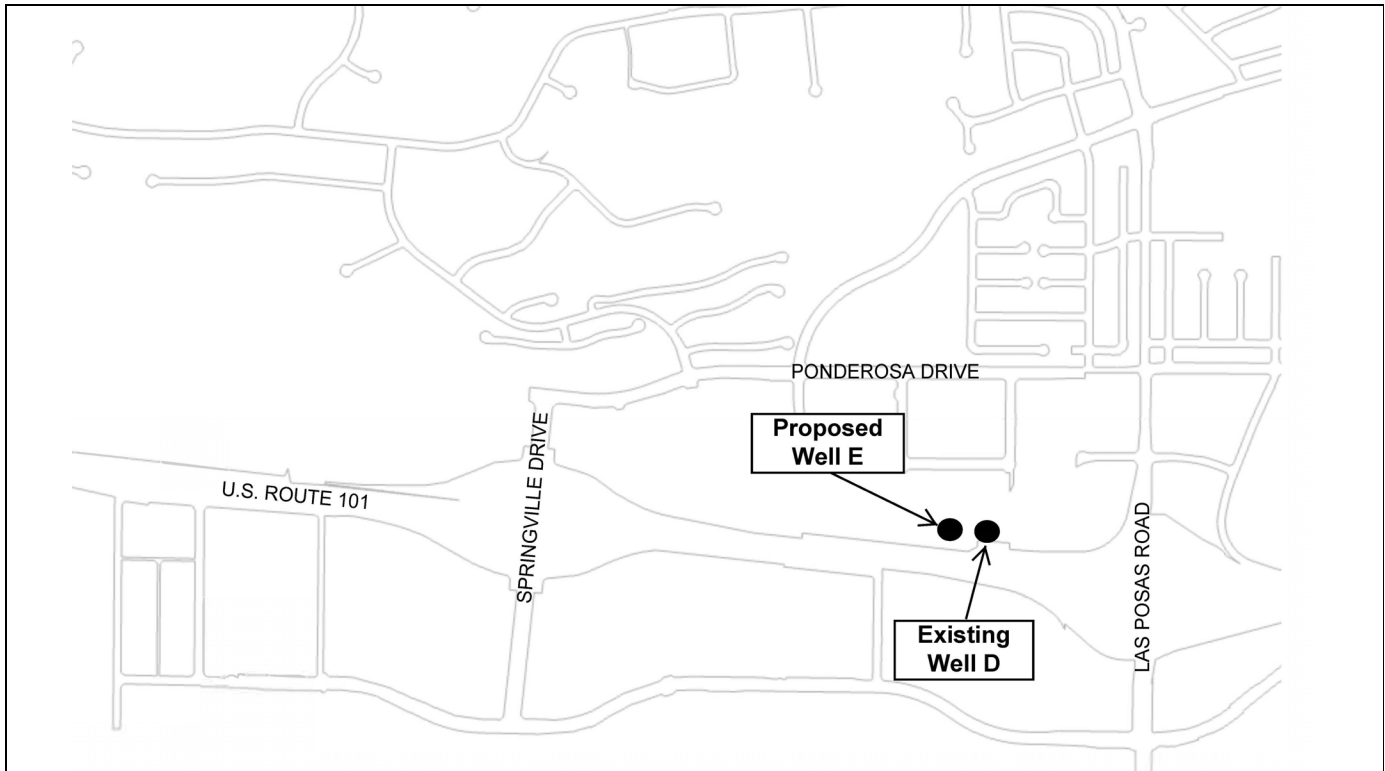 PONDEROSA DRIVE
Proposed
Well E
SPRINGVILLE DRIVE
U.S. ROUTE 101
LAS POSAS ROAD
Existing
Well D